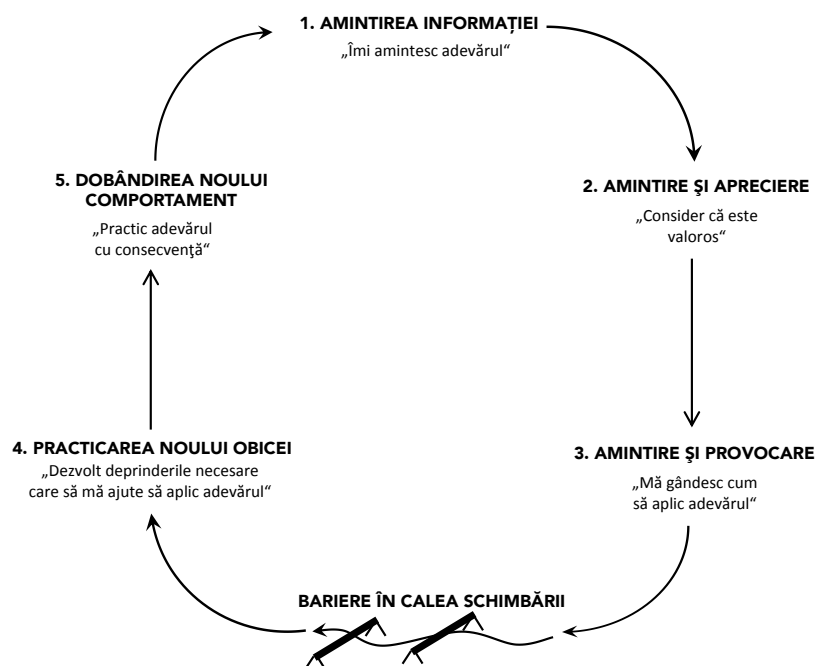 1. AMINTIREA INFORMAȚIEI
„Îmi amintesc adevărul“
2. AMINTIRE ŞI APRECIERE
„Consider că este
valoros“
3. AMINTIRE ŞI PROVOCARE
„Mă gândesc cum
să aplic adevărul“
BARIERE ÎN CALEA SCHIMBĂRII
4. PRACTICAREA NOULUI OBICEI
„Dezvolt deprinderile necesare
care să mă ajute să aplic adevărul“
5. DOBÂNDIREA NOULUI
COMPORTAMENT
„Practic adevărul
cu consecvenţă“